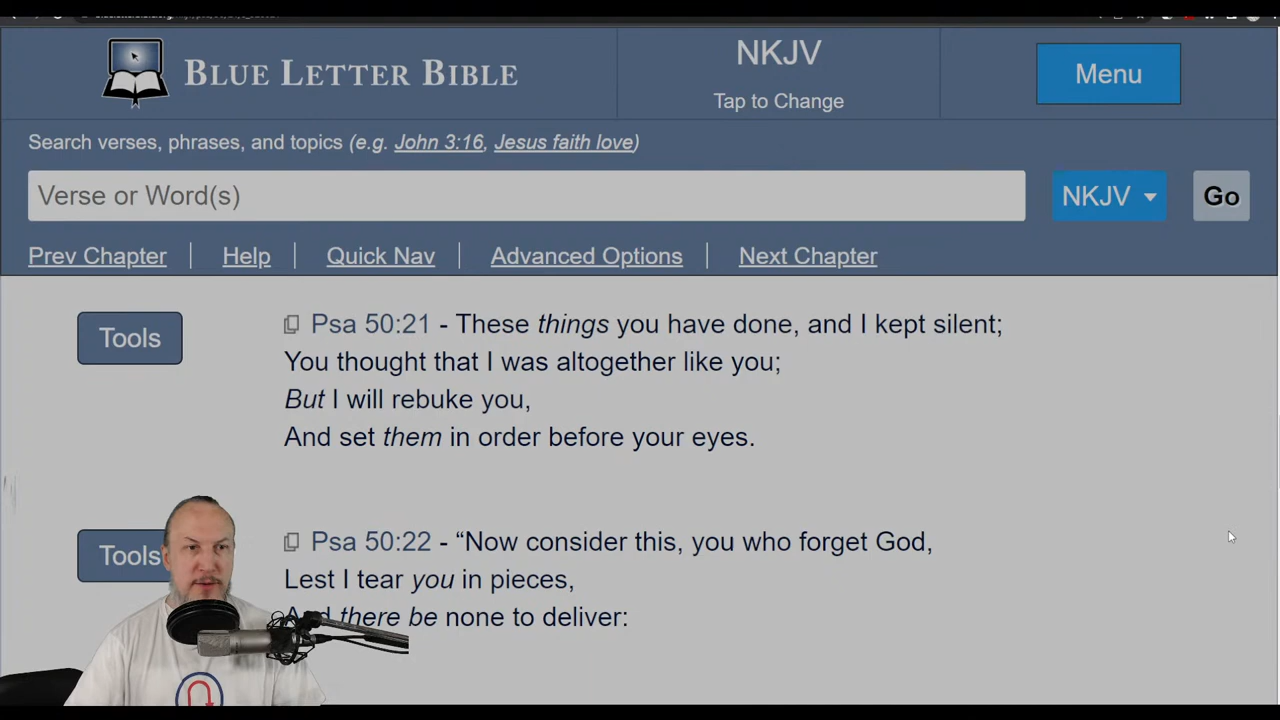 BLUE LETTER BIBLE
NKJV
Tap to Change
Menu
Search verses, phrases, and topics (e.g. John 3:16, Jesus faith love)
Verse or Word(s)
NKJV
Go
Prev Chapter
Help
Quick Nav
Advanced Options
Next Chapter
Tools
Psa 50:21 - These things you have done, and I kept silent;
You thought that I was altogether like you;
But I will rebuke you,
And set them in order before your eyes.
Tools
Psa 50:22 - “Now consider this, you who forget God,
Lest I tear you in pieces,
And there be none to deliver: